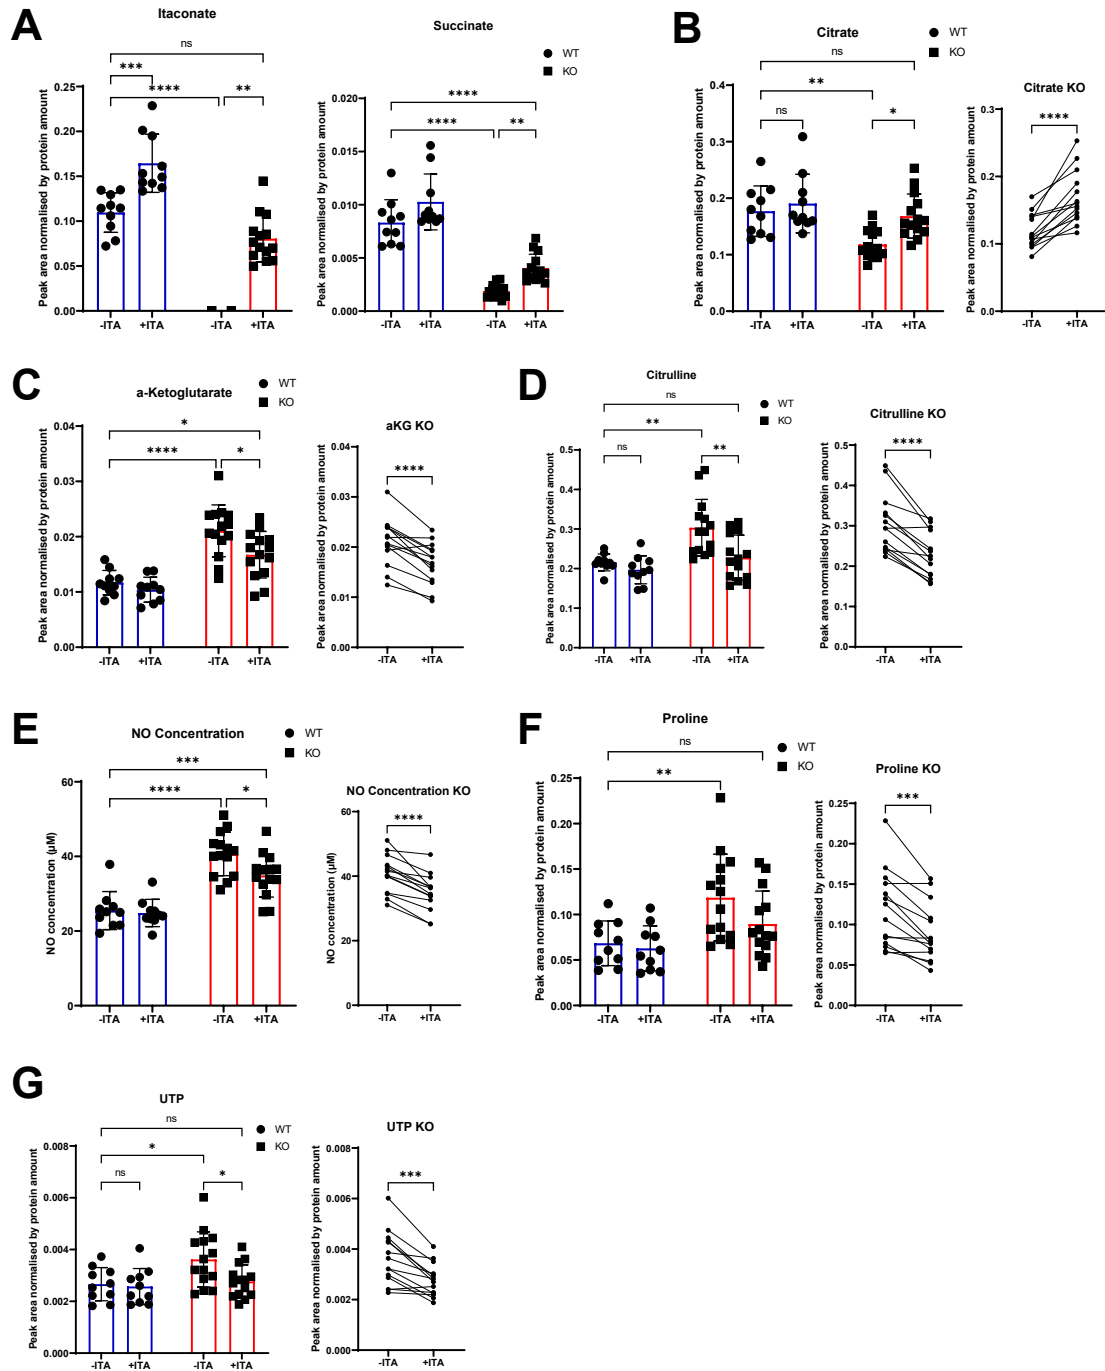 A
Itaconate
Succinate
WT
KO
ns
***
****
**
****
****
**
Peak area normalised by protein amount
0.25
0.20
0.15
0.10
0.05
0.00
-ITA
+ITA
-ITA
+ITA
Peak area normalised by protein amount
0.020
0.015
0.010
0.005
0.000
-ITA
+ITA
-ITA
+ITA
B
Citrate
WT
KO
ns
**
ns
*
Peak area normalised by protein amount
0.4
0.3
0.2
0.1
0.0
-ITA
+ITA
-ITA
+ITA
Citrate KO
****
Peak area normalised by protein amount
0.3
0.2
0.1
0.0
-ITA
+ITA
C
a-Ketoglutarate
WT
KO
*
****
*
Peak area normalised by protein amount
0.04
0.03
0.02
0.01
0.00
-ITA
+ITA
-ITA
+ITA
aKG KO
****
Peak area normalised by protein amount
0.04
0.03
0.02
0.01
0.00
-ITA
+ITA
D
Citrulline
WT
KO
ns
**
ns
**
Peak area normalised by protein amount
0.5
0.4
0.3
0.2
0.1
0.0
-ITA
+ITA
-ITA
+ITA
Citrulline KO
****
Peak area normalised by protein amount
0.5
0.4
0.3
0.2
0.1
0.0
-ITA
+ITA
E
NO Concentration
WT
KO
***
****
*
NO concentration (µM)
60
40
20
0
-ITA
+ITA
-ITA
+ITA
NO Concentration KO
****
NO concentration (µM)
60
40
20
0
-ITA
+ITA
F
Proline
WT
KO
ns
**
Peak area normalised by protein amount
0.25
0.20
0.15
0.10
0.05
0.00
-ITA
+ITA
-ITA
+ITA
Proline KO
***
Peak area normalised by protein amount
0.25
0.20
0.15
0.10
0.05
0.00
-ITA
+ITA
G
UTP
WT
KO
ns
*
ns
*
Peak area normalised by protein amount
0.008
0.006
0.004
0.002
0.000
-ITA
+ITA
-ITA
+ITA
UTP KO
***
Peak area normalised by protein amount
0.008
0.006
0.004
0.002
0.000
-ITA
+ITA